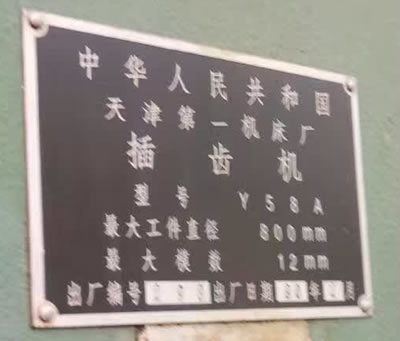 中华人民共和国
天津第一机床厂
插齿机
型号 Y58A
最大工件直径 800mm
最大模数 12mm
出厂编号 出厂日期 年 月